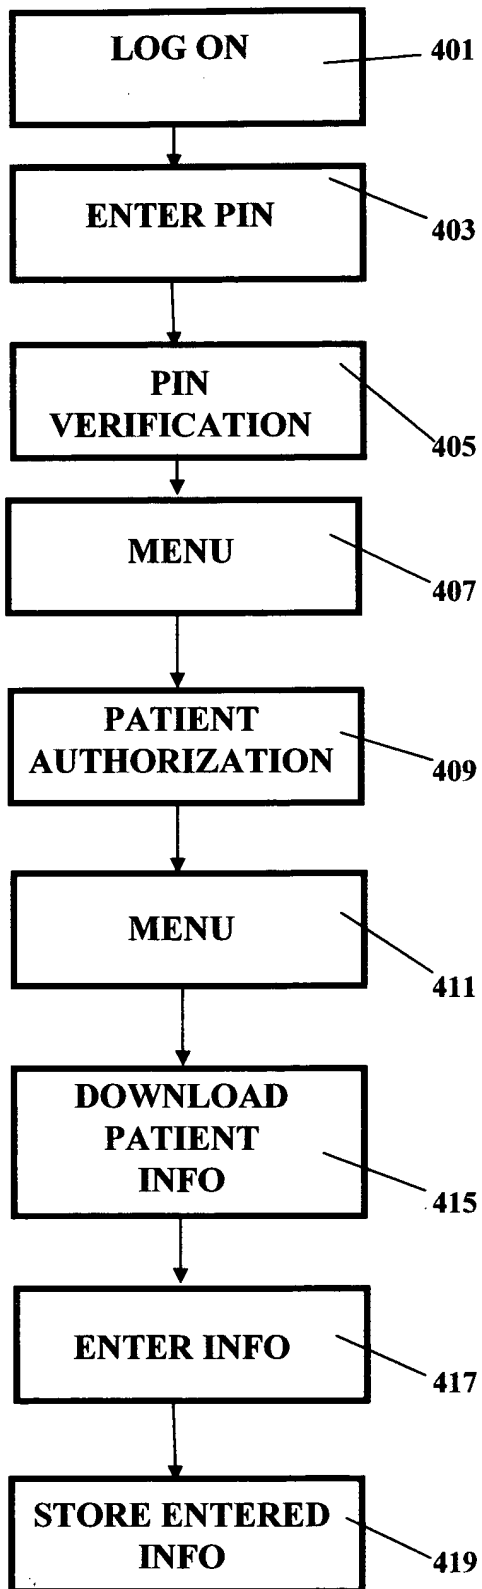 LOG ON
401
ENTER PIN
403
PIN
VERIFICATION
405
MENU
407
PATIENT
AUTHORIZATION
409
MENU
411
DOWNLOAD
PATIENT
INFO
415
ENTER INFO
417
STORE ENTERED
INFO
419